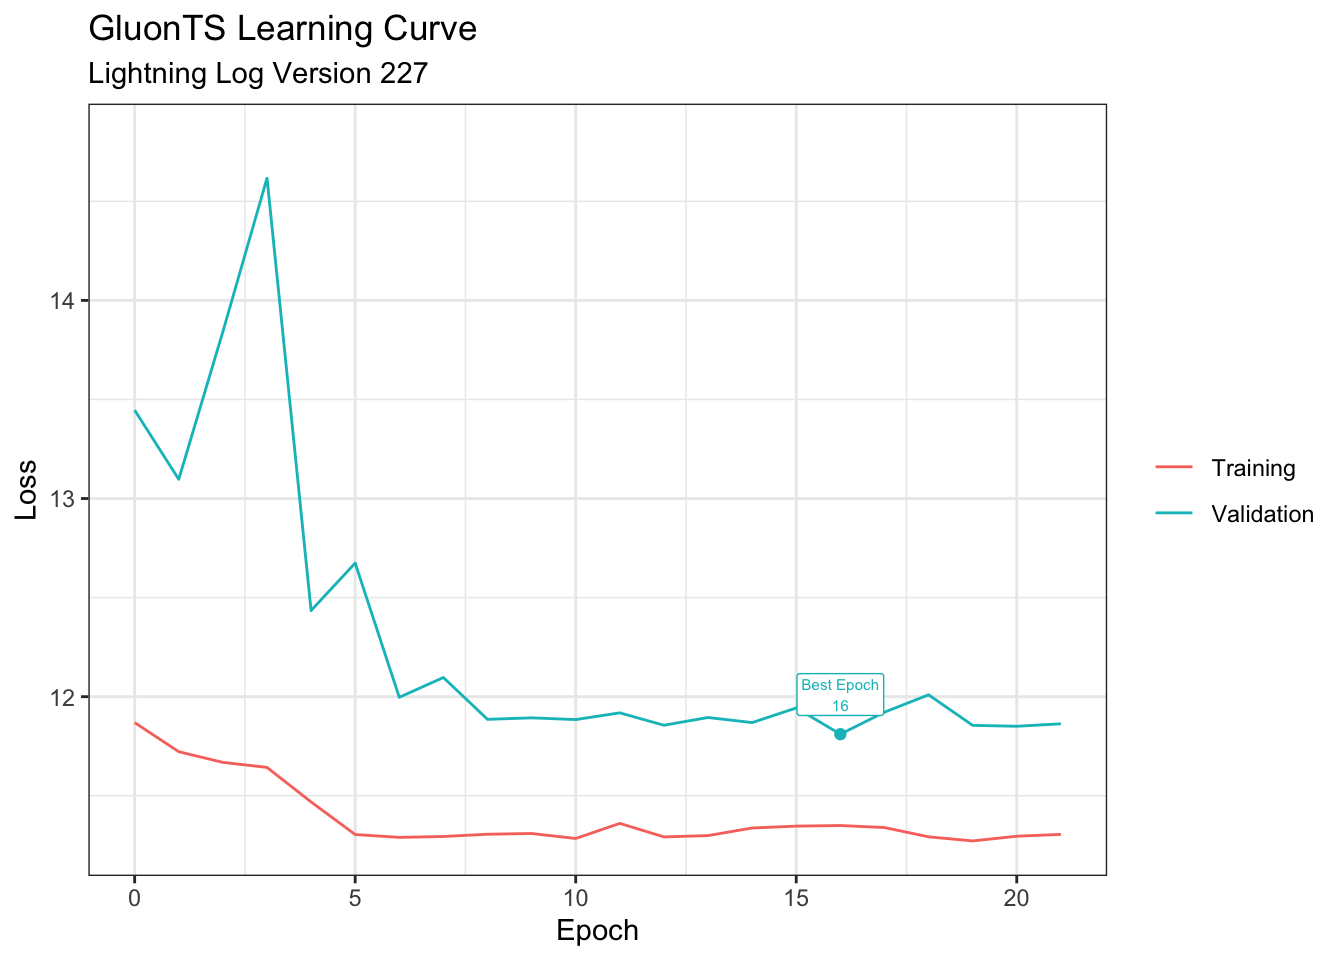 GluonTS Learning Curve
Lightning Log Version 227
Loss
14
13
12
Best Epoch
16
0 5 10 15 20
Epoch
Training
Validation